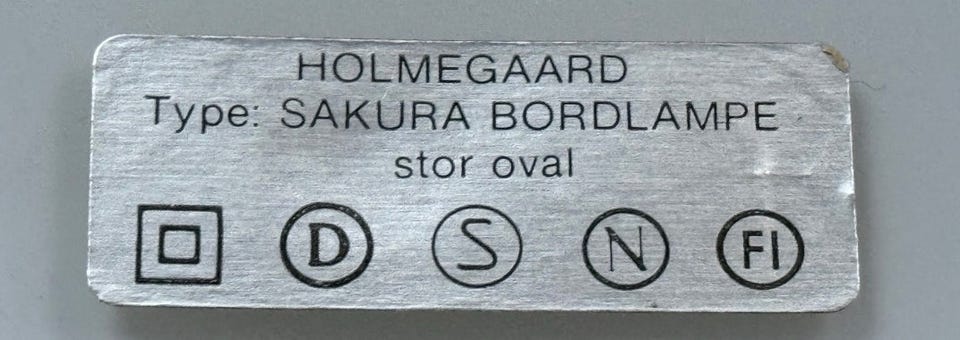 HOLMEGAARD
Type: SAKURA BORDLAMPE
stor oval
D S N FI